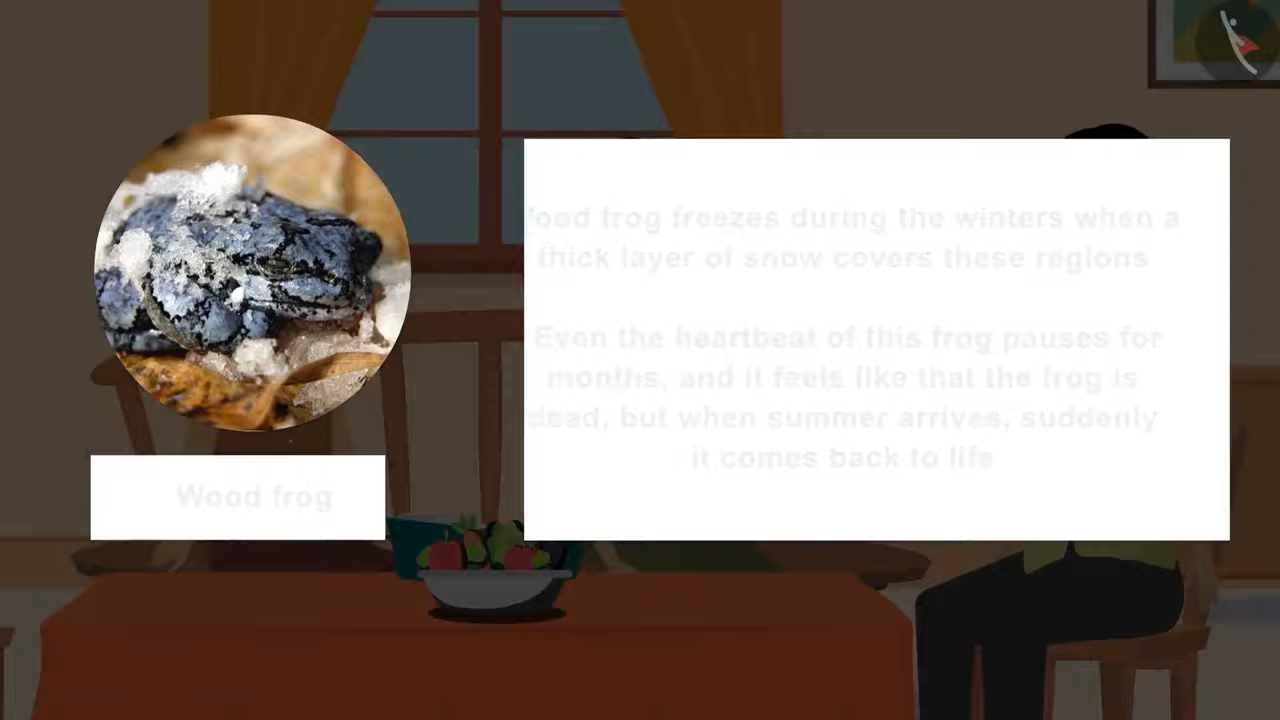 Wood frog freezes during the winters when a
thick layer of snow covers these regions
Even the heartbeat of this frog pauses for
months, and it feels like that the frog is
dead, but when summer arrives, suddenly
it comes back to life
Wood frog